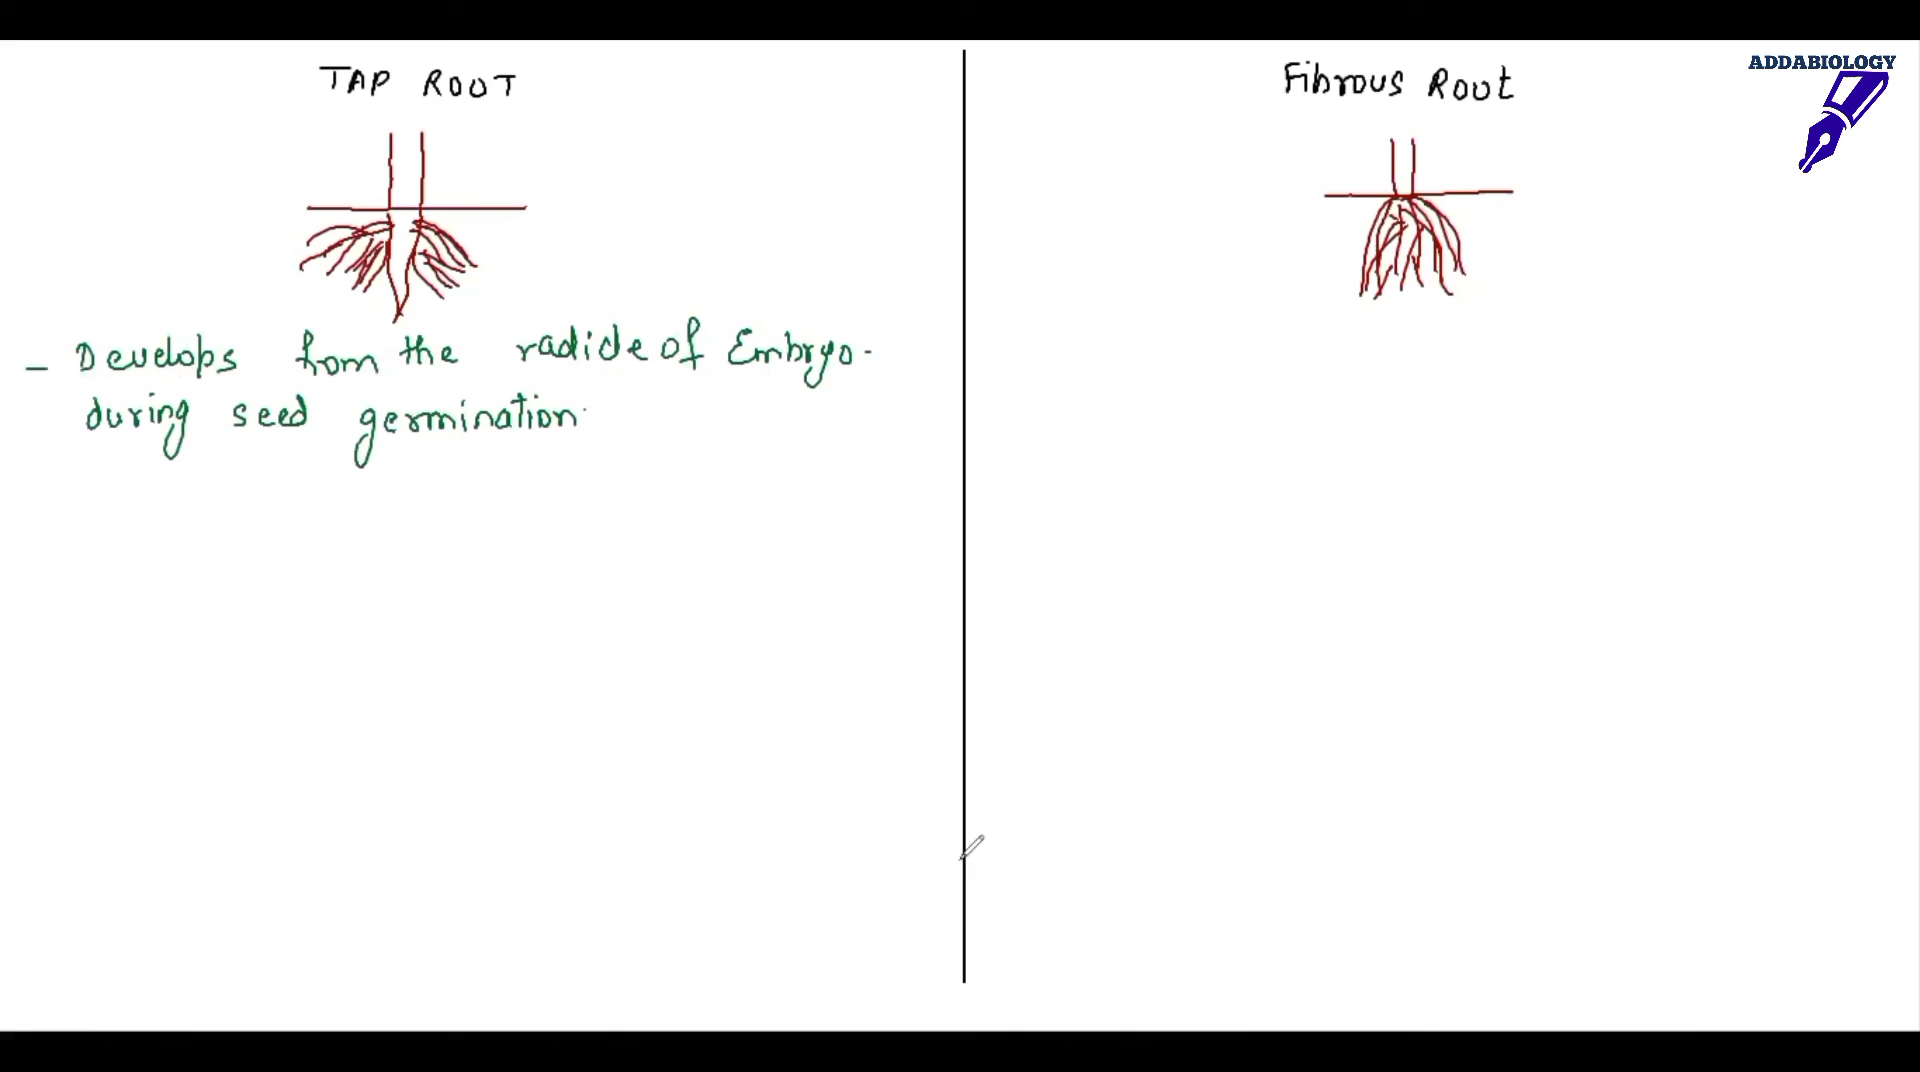 TAP ROOT
Fibrous Root
ADDABIOLOGY
- Develops from the radicle of Embryo.
during seed germination.